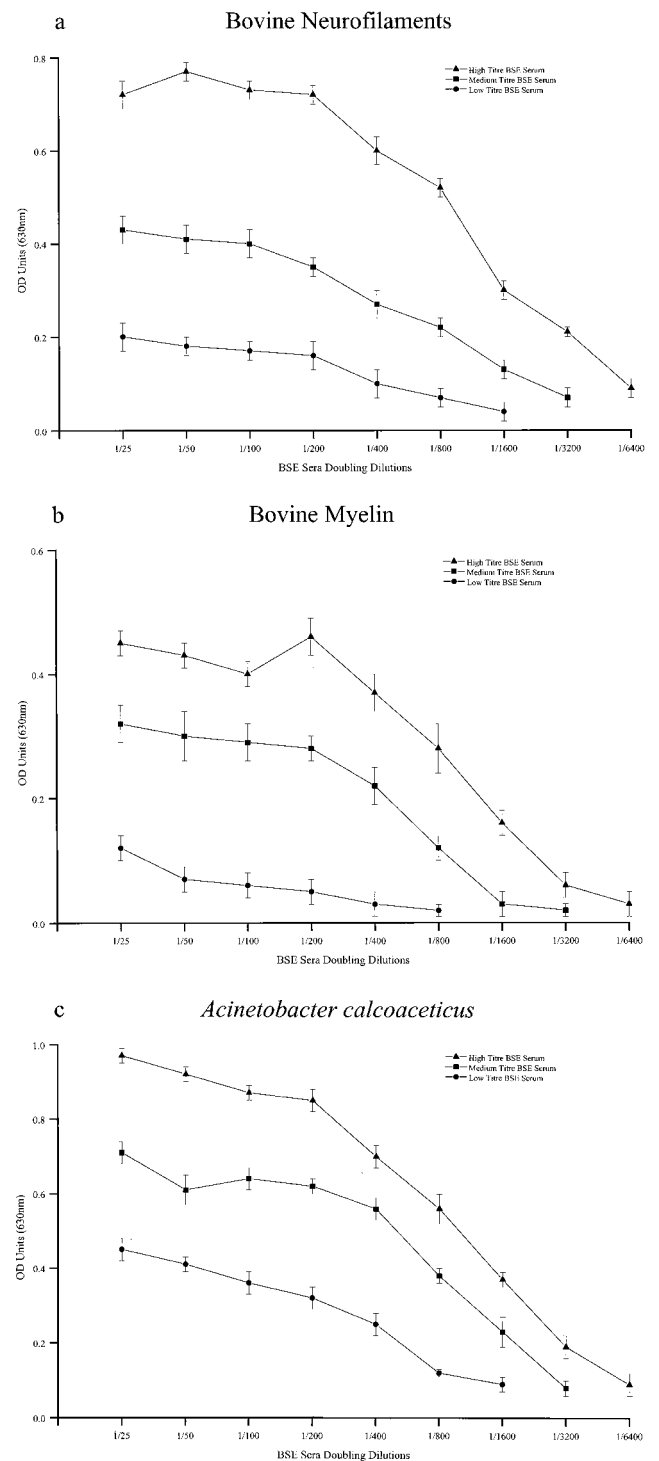 a
Bovine Neurofilaments
High Titre BSE Serum
Medium Titre BSE Serum
Low Titre BSE Serum
OD Units (630nm)
0.8
0.6
0.4
0.2
0.0
1/25 1/50 1/100 1/200 1/400 1/800 1/1600 1/3200 1/6400
BSE Sera Doubling Dilutions
b
Bovine Myelin
High Titre BSE Serum
Medium Titre BSE Serum
Low Titre BSE Serum
OD Units (630nm)
0.6
0.4
0.2
0.0
1/25 1/50 1/100 1/200 1/400 1/800 1/1600 1/3200 1/6400
BSE Sera Doubling Dilutions
c
Acinetobacter calcoaceticus
High Titre BSE Serum
Medium Titre BSE Serum
Low Titre BSE Serum
OD Units (630nm)
1.0
0.8
0.6
0.4
0.2
0.0
1/25 1/50 1/100 1/200 1/400 1/800 1/1600 1/3200 1/6400
BSE Sera Doubling Dilutions